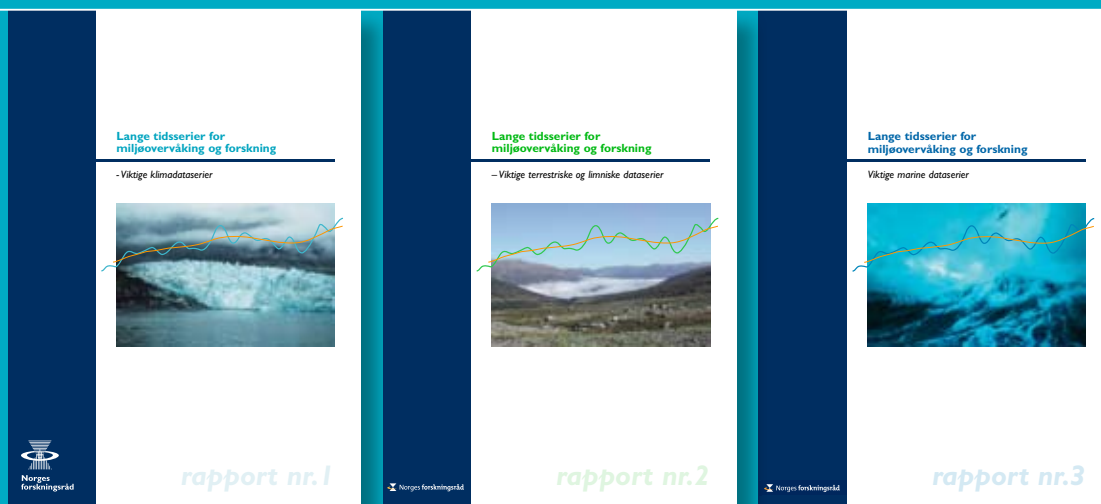 Lange tidsserier for
miljøovervåking og forskning
- Viktige klimadataserier
Norges
forskningsråd
rapport nr.1
Lange tidsserier for
miljøovervåking og forskning
– Viktige terrestriske og limniske dataserier
Norges forskningsråd
rapport nr.2
Lange tidsserier for
miljøovervåking og forskning
Viktige marine dataserier
Norges forskningsråd
rapport nr.3